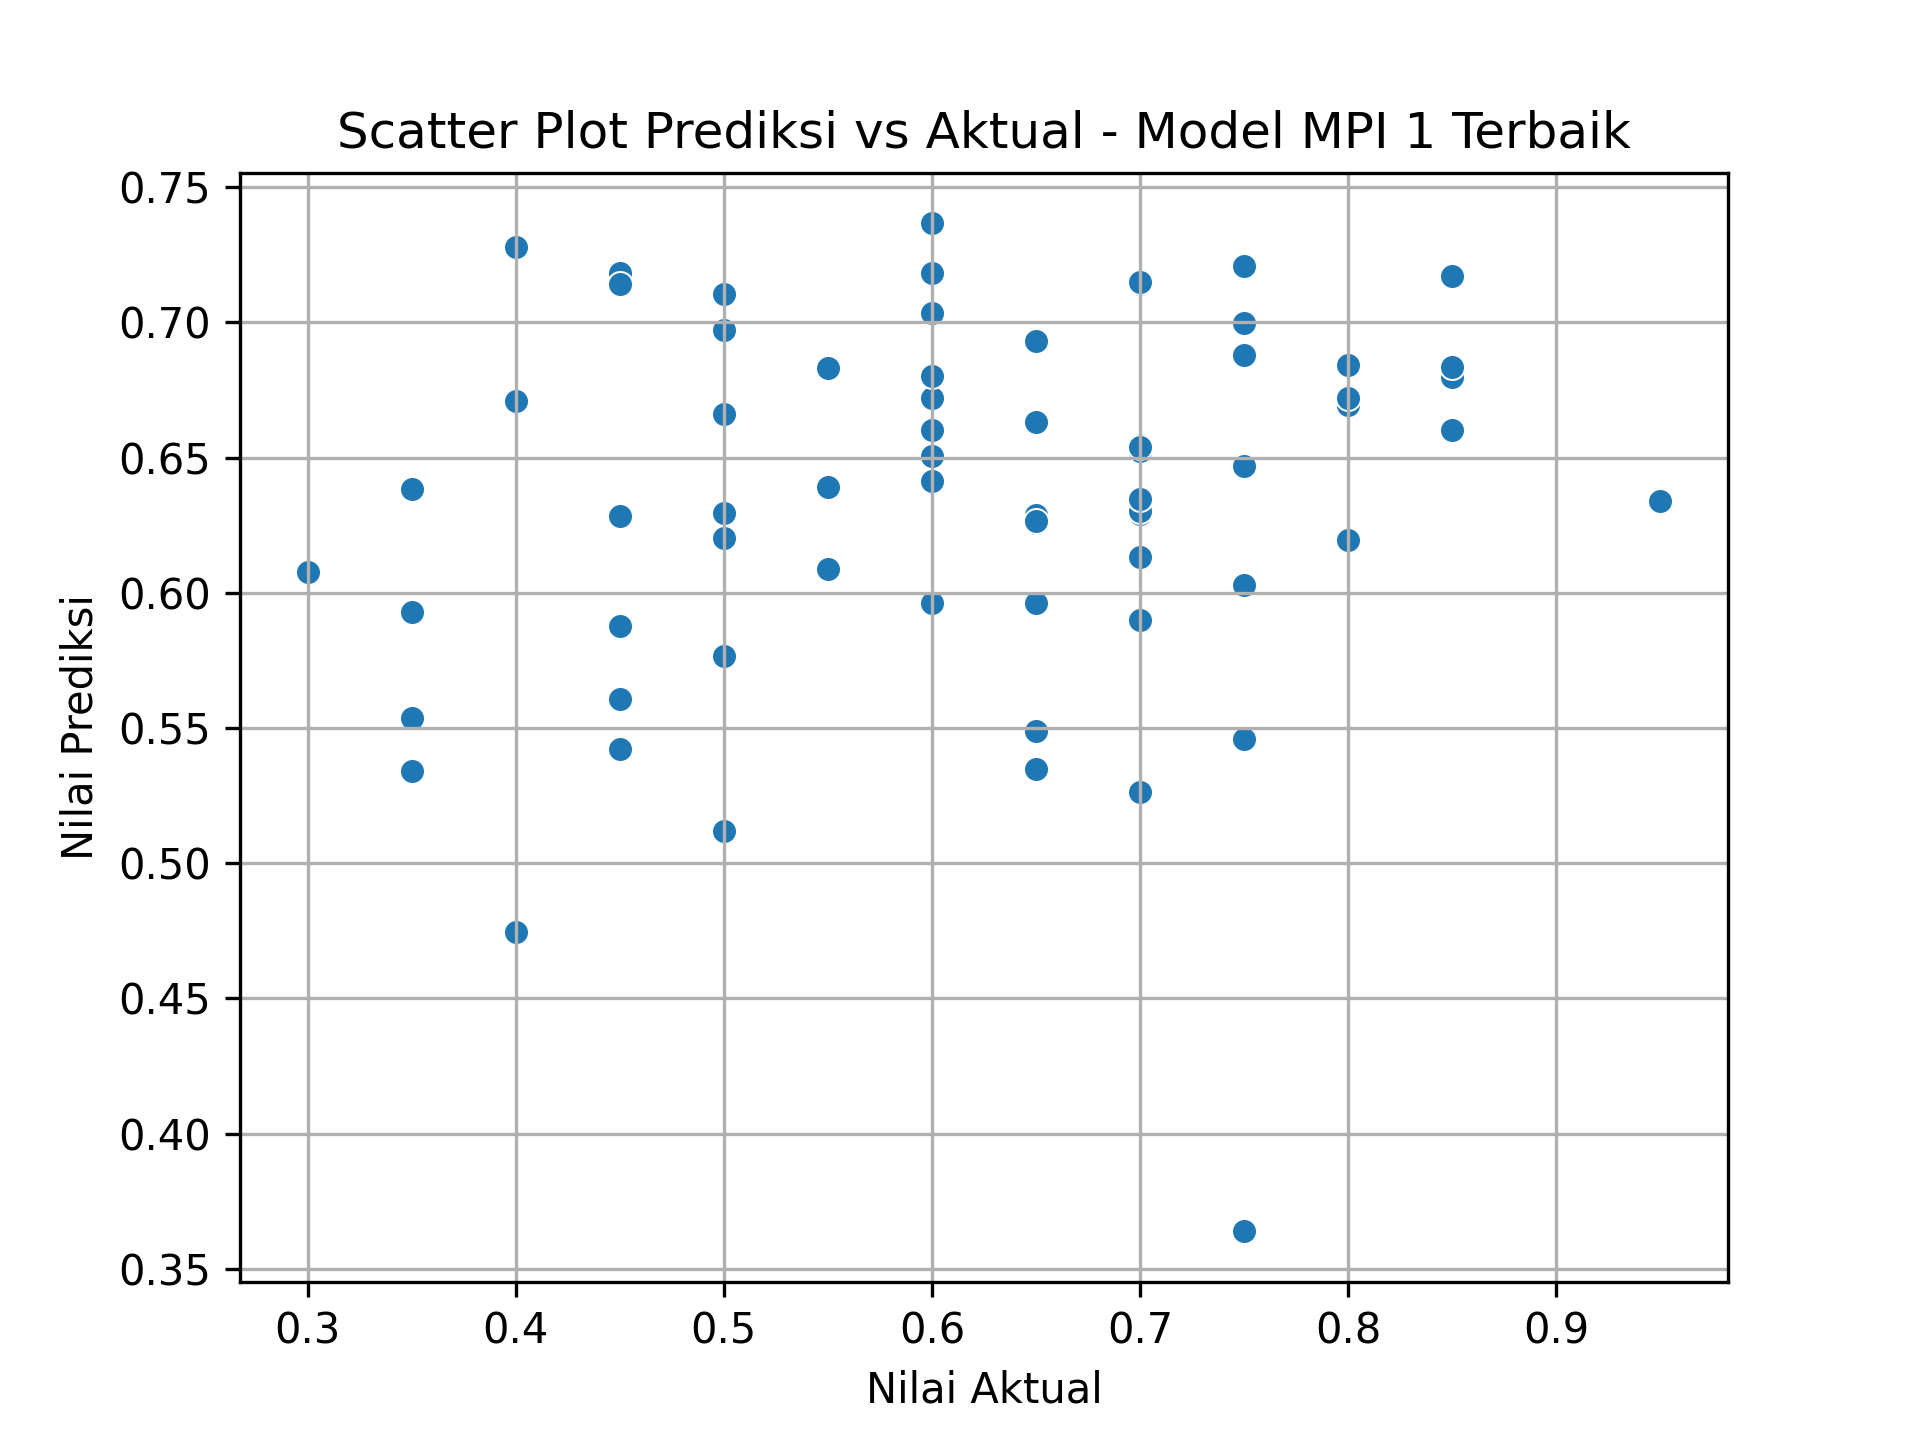 Scatter Plot Prediksi vs Aktual - Model MPI 1 Terbaik
0.75
0.70
0.65
0.60
0.55
0.50
0.45
0.40
0.35
Nilai Prediksi
0.3 0.4 0.5 0.6 0.7 0.8 0.9
Nilai Aktual